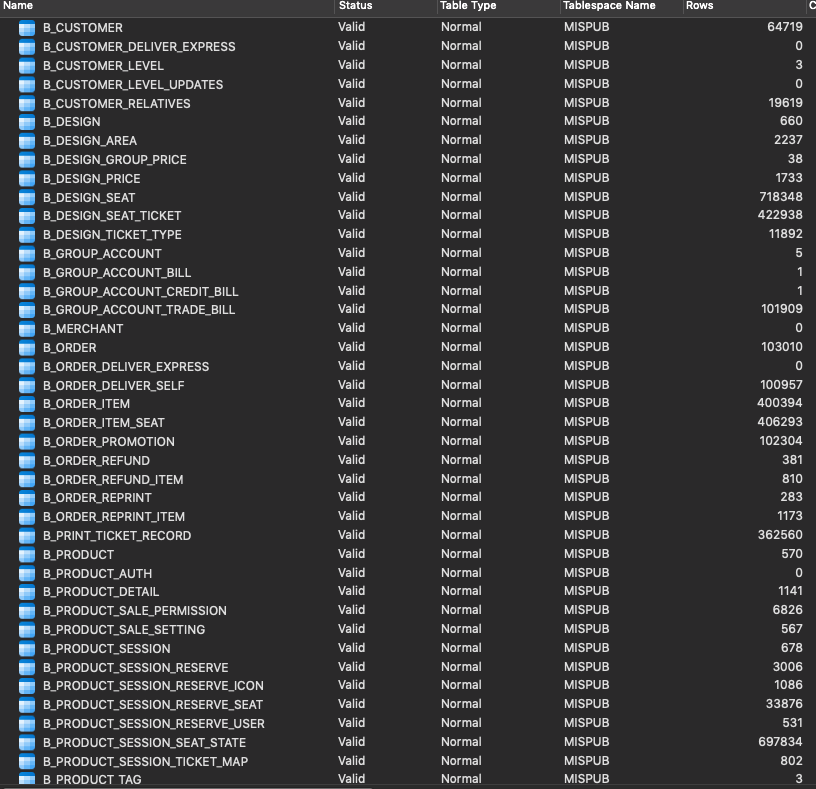 Name Status Table Type Tablespace Name Rows C
B_CUSTOMER Valid Normal MISPUB 64719
B_CUSTOMER_DELIVER_EXPRESS Valid Normal MISPUB 0
B_CUSTOMER_LEVEL Valid Normal MISPUB 3
B_CUSTOMER_LEVEL_UPDATES Valid Normal MISPUB 0
B_CUSTOMER_RELATIVES Valid Normal MISPUB 19619
B_DESIGN Valid Normal MISPUB 660
B_DESIGN_AREA Valid Normal MISPUB 2237
B_DESIGN_GROUP_PRICE Valid Normal MISPUB 38
B_DESIGN_PRICE Valid Normal MISPUB 1733
B_DESIGN_SEAT Valid Normal MISPUB 718348
B_DESIGN_SEAT_TICKET Valid Normal MISPUB 422938
B_DESIGN_TICKET_TYPE Valid Normal MISPUB 11892
B_GROUP_ACCOUNT Valid Normal MISPUB 5
B_GROUP_ACCOUNT_BILL Valid Normal MISPUB 1
B_GROUP_ACCOUNT_CREDIT_BILL Valid Normal MISPUB 1
B_GROUP_ACCOUNT_TRADE_BILL Valid Normal MISPUB 101909
B_MERCHANT Valid Normal MISPUB 0
B_ORDER Valid Normal MISPUB 103010
B_ORDER_DELIVER_EXPRESS Valid Normal MISPUB 0
B_ORDER_DELIVER_SELF Valid Normal MISPUB 100957
B_ORDER_ITEM Valid Normal MISPUB 400394
B_ORDER_ITEM_SEAT Valid Normal MISPUB 406293
B_ORDER_PROMOTION Valid Normal MISPUB 102304
B_ORDER_REFUND Valid Normal MISPUB 381
B_ORDER_REFUND_ITEM Valid Normal MISPUB 810
B_ORDER_REPRINT Valid Normal MISPUB 283
B_ORDER_REPRINT_ITEM Valid Normal MISPUB 1173
B_PRINT_TICKET_RECORD Valid Normal MISPUB 362560
B_PRODUCT Valid Normal MISPUB 570
B_PRODUCT_AUTH Valid Normal MISPUB 0
B_PRODUCT_DETAIL Valid Normal MISPUB 1141
B_PRODUCT_SALE_PERMISSION Valid Normal MISPUB 6826
B_PRODUCT_SALE_SETTING Valid Normal MISPUB 567
B_PRODUCT_SESSION Valid Normal MISPUB 678
B_PRODUCT_SESSION_RESERVE Valid Normal MISPUB 3006
B_PRODUCT_SESSION_RESERVE_ICON Valid Normal MISPUB 1086
B_PRODUCT_SESSION_RESERVE_SEAT Valid Normal MISPUB 33876
B_PRODUCT_SESSION_RESERVE_USER Valid Normal MISPUB 531
B_PRODUCT_SESSION_SEAT_STATE Valid Normal MISPUB 697834
B_PRODUCT_SESSION_TICKET_MAP Valid Normal MISPUB 802
B_PRODUCT_TAG Valid Normal MISPUB 3